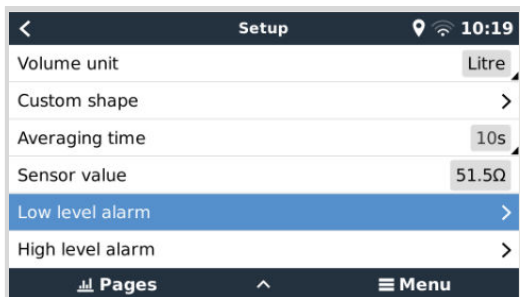 Setup 10:19
Volume unit Litre
Custom shape
Averaging time 10s
Sensor value 51.5Ω
Low level alarm
High level alarm
Pages Menu